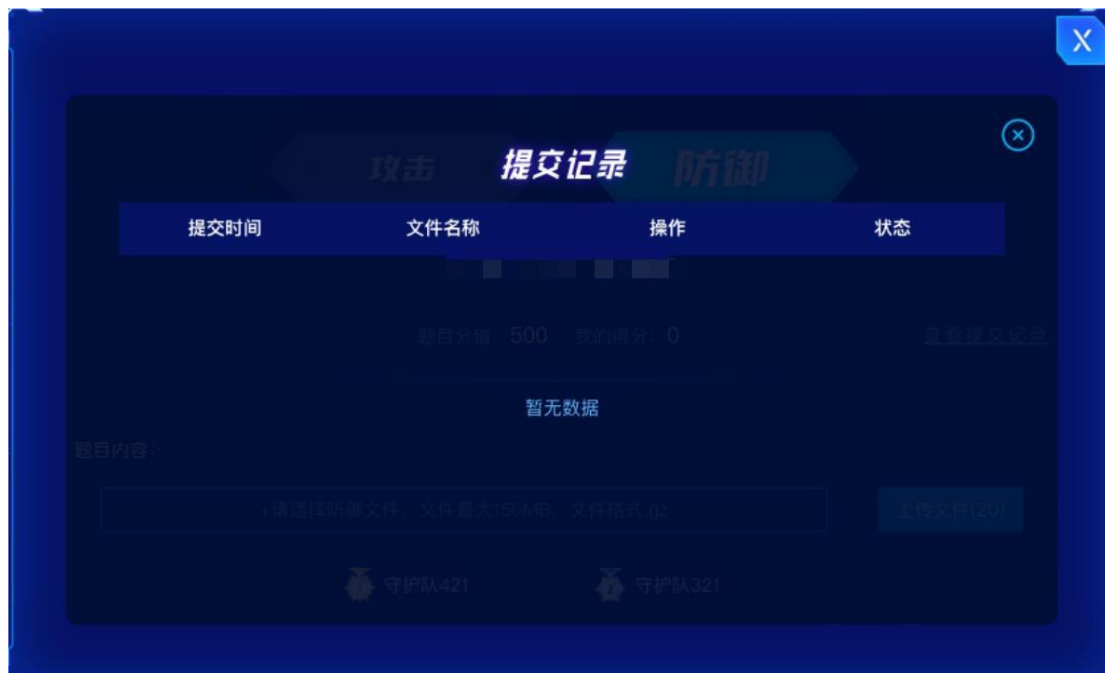 X
攻击 提交记录 防御
提交时间 文件名称 操作 状态
题目分值：500 我的得分：0 查看提交记录
暂无数据
题目内容：
+请选择防御文件，文件最大150MB，文件格式.gz 上传文件(20)
守护队421 守护队321